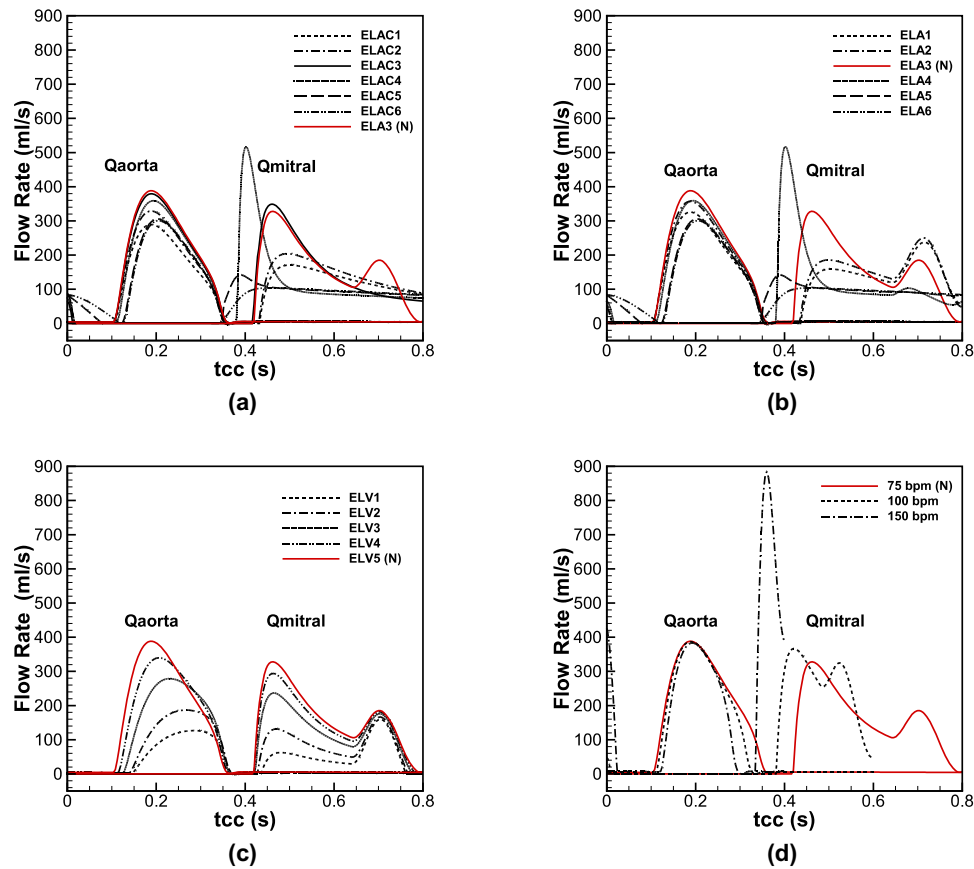 900
800
700
600
500
400
300
200
100
0
Flow Rate (ml/s)
ELAC1
ELAC2
ELAC3
ELAC4
ELAC5
ELAC6
ELA3 (N)
Qaorta
Qmitral
0
0.2
0.4
0.6
0.8
tcc (s)
(a)
900
800
700
600
500
400
300
200
100
0
Flow Rate (ml/s)
ELA1
ELA2
ELA3 (N)
ELA4
ELA5
ELA6
Qaorta
Qmitral
0
0.2
0.4
0.6
0.8
tcc (s)
(b)
900
800
700
600
500
400
300
200
100
0
Flow Rate (ml/s)
ELV1
ELV2
ELV3
ELV4
ELV5 (N)
Qaorta
Qmitral
0
0.2
0.4
0.6
0.8
tcc (s)
(c)
900
800
700
600
500
400
300
200
100
0
Flow Rate (ml/s)
75 bpm (N)
100 bpm
150 bpm
Qaorta
Qmitral
0
0.2
0.4
0.6
0.8
tcc (s)
(d)